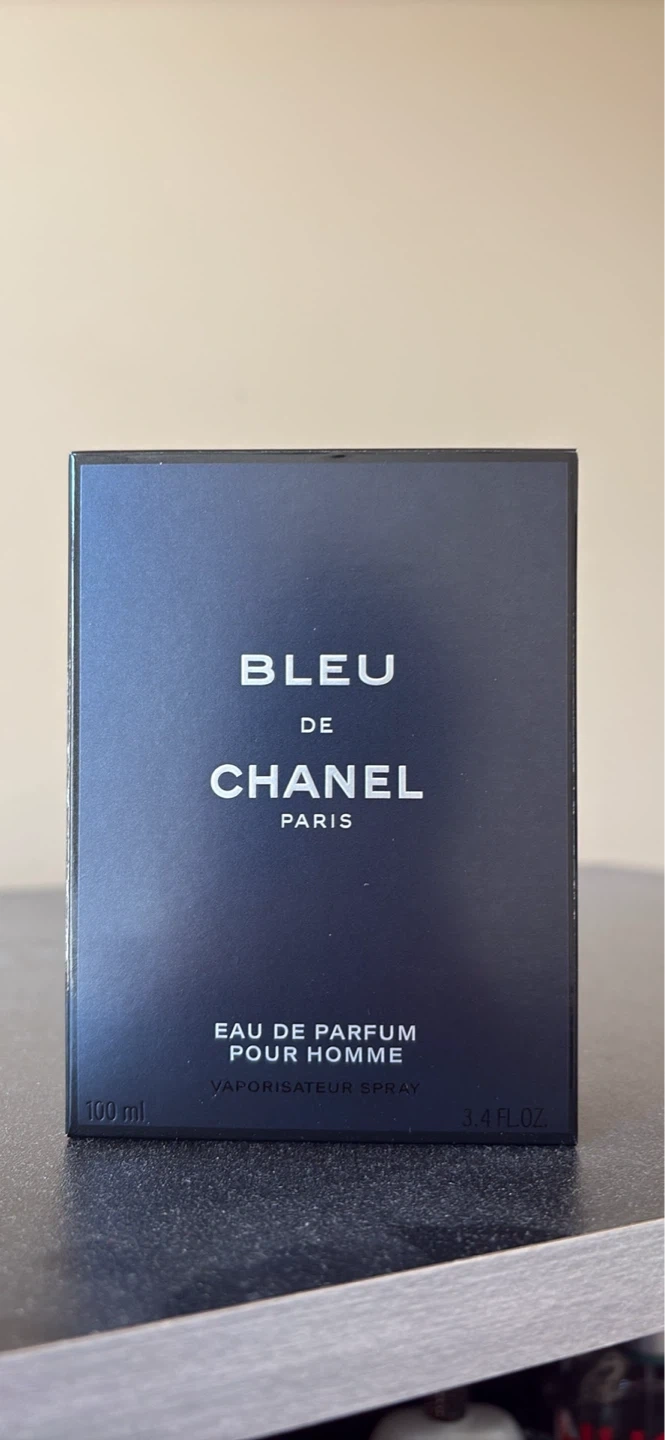 BLEU
DE
CHANEL
PARIS
EAU DE PARFUM
POUR HOMME
VAPORISATEUR SPRAY
100 ml
3.4 FL.OZ.